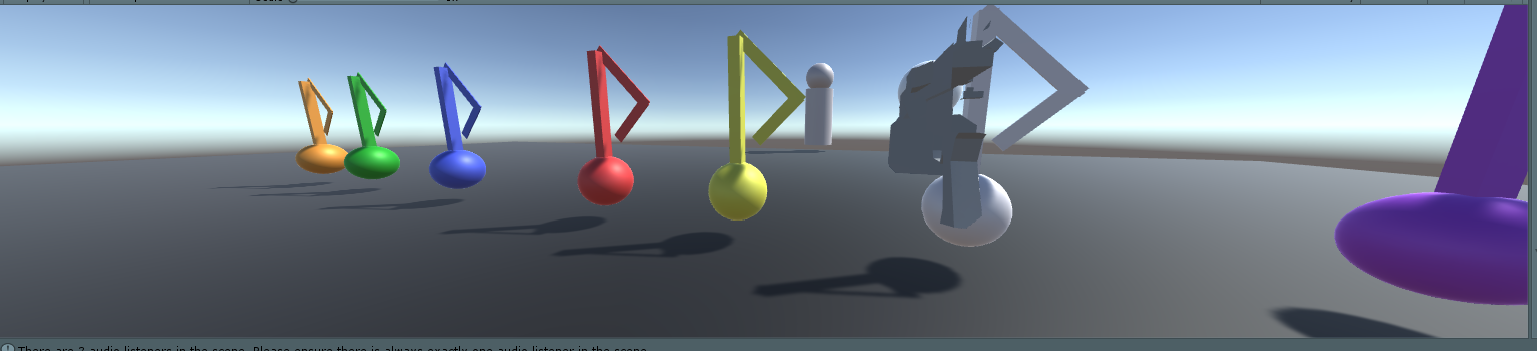 There are 2 audio listeners in the scene. Please ensure there is always exactly one audio listener in the scene.